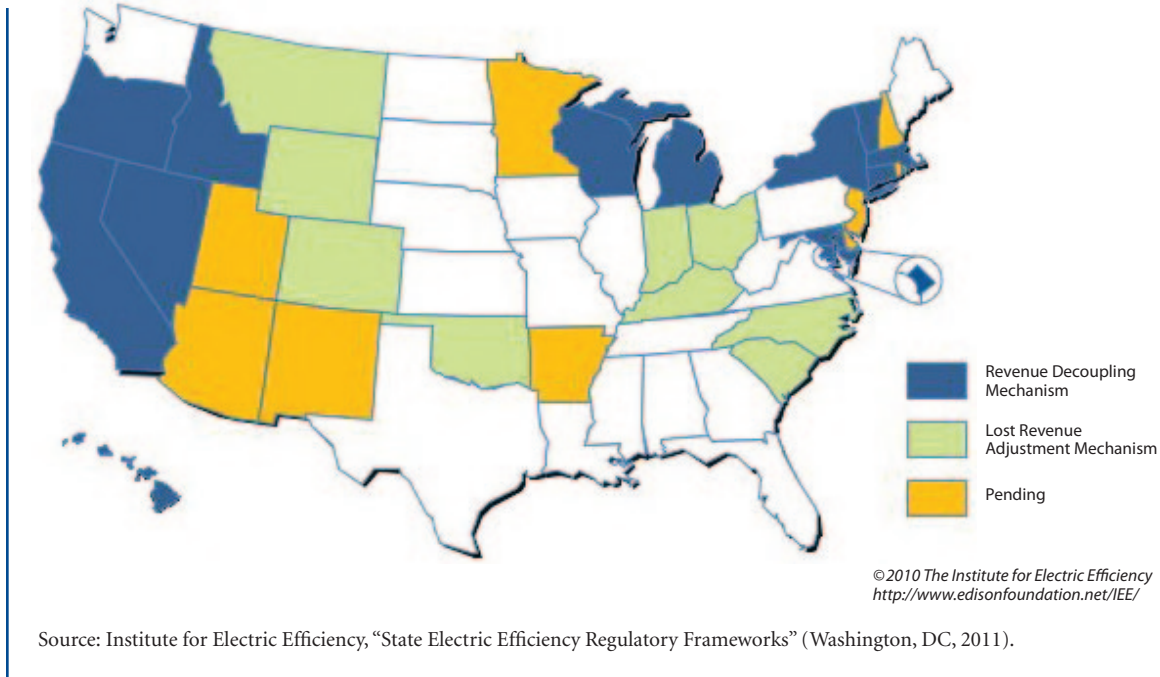 Revenue Decoupling
Mechanism
Lost Revenue
Adjustment Mechanism
Pending
©2010 The Institute for Electric Efficiency
http://www.edisonfoundation.net/IEE/
Source: Institute for Electric Efficiency, “State Electric Efficiency Regulatory Frameworks” (Washington, DC, 2011).